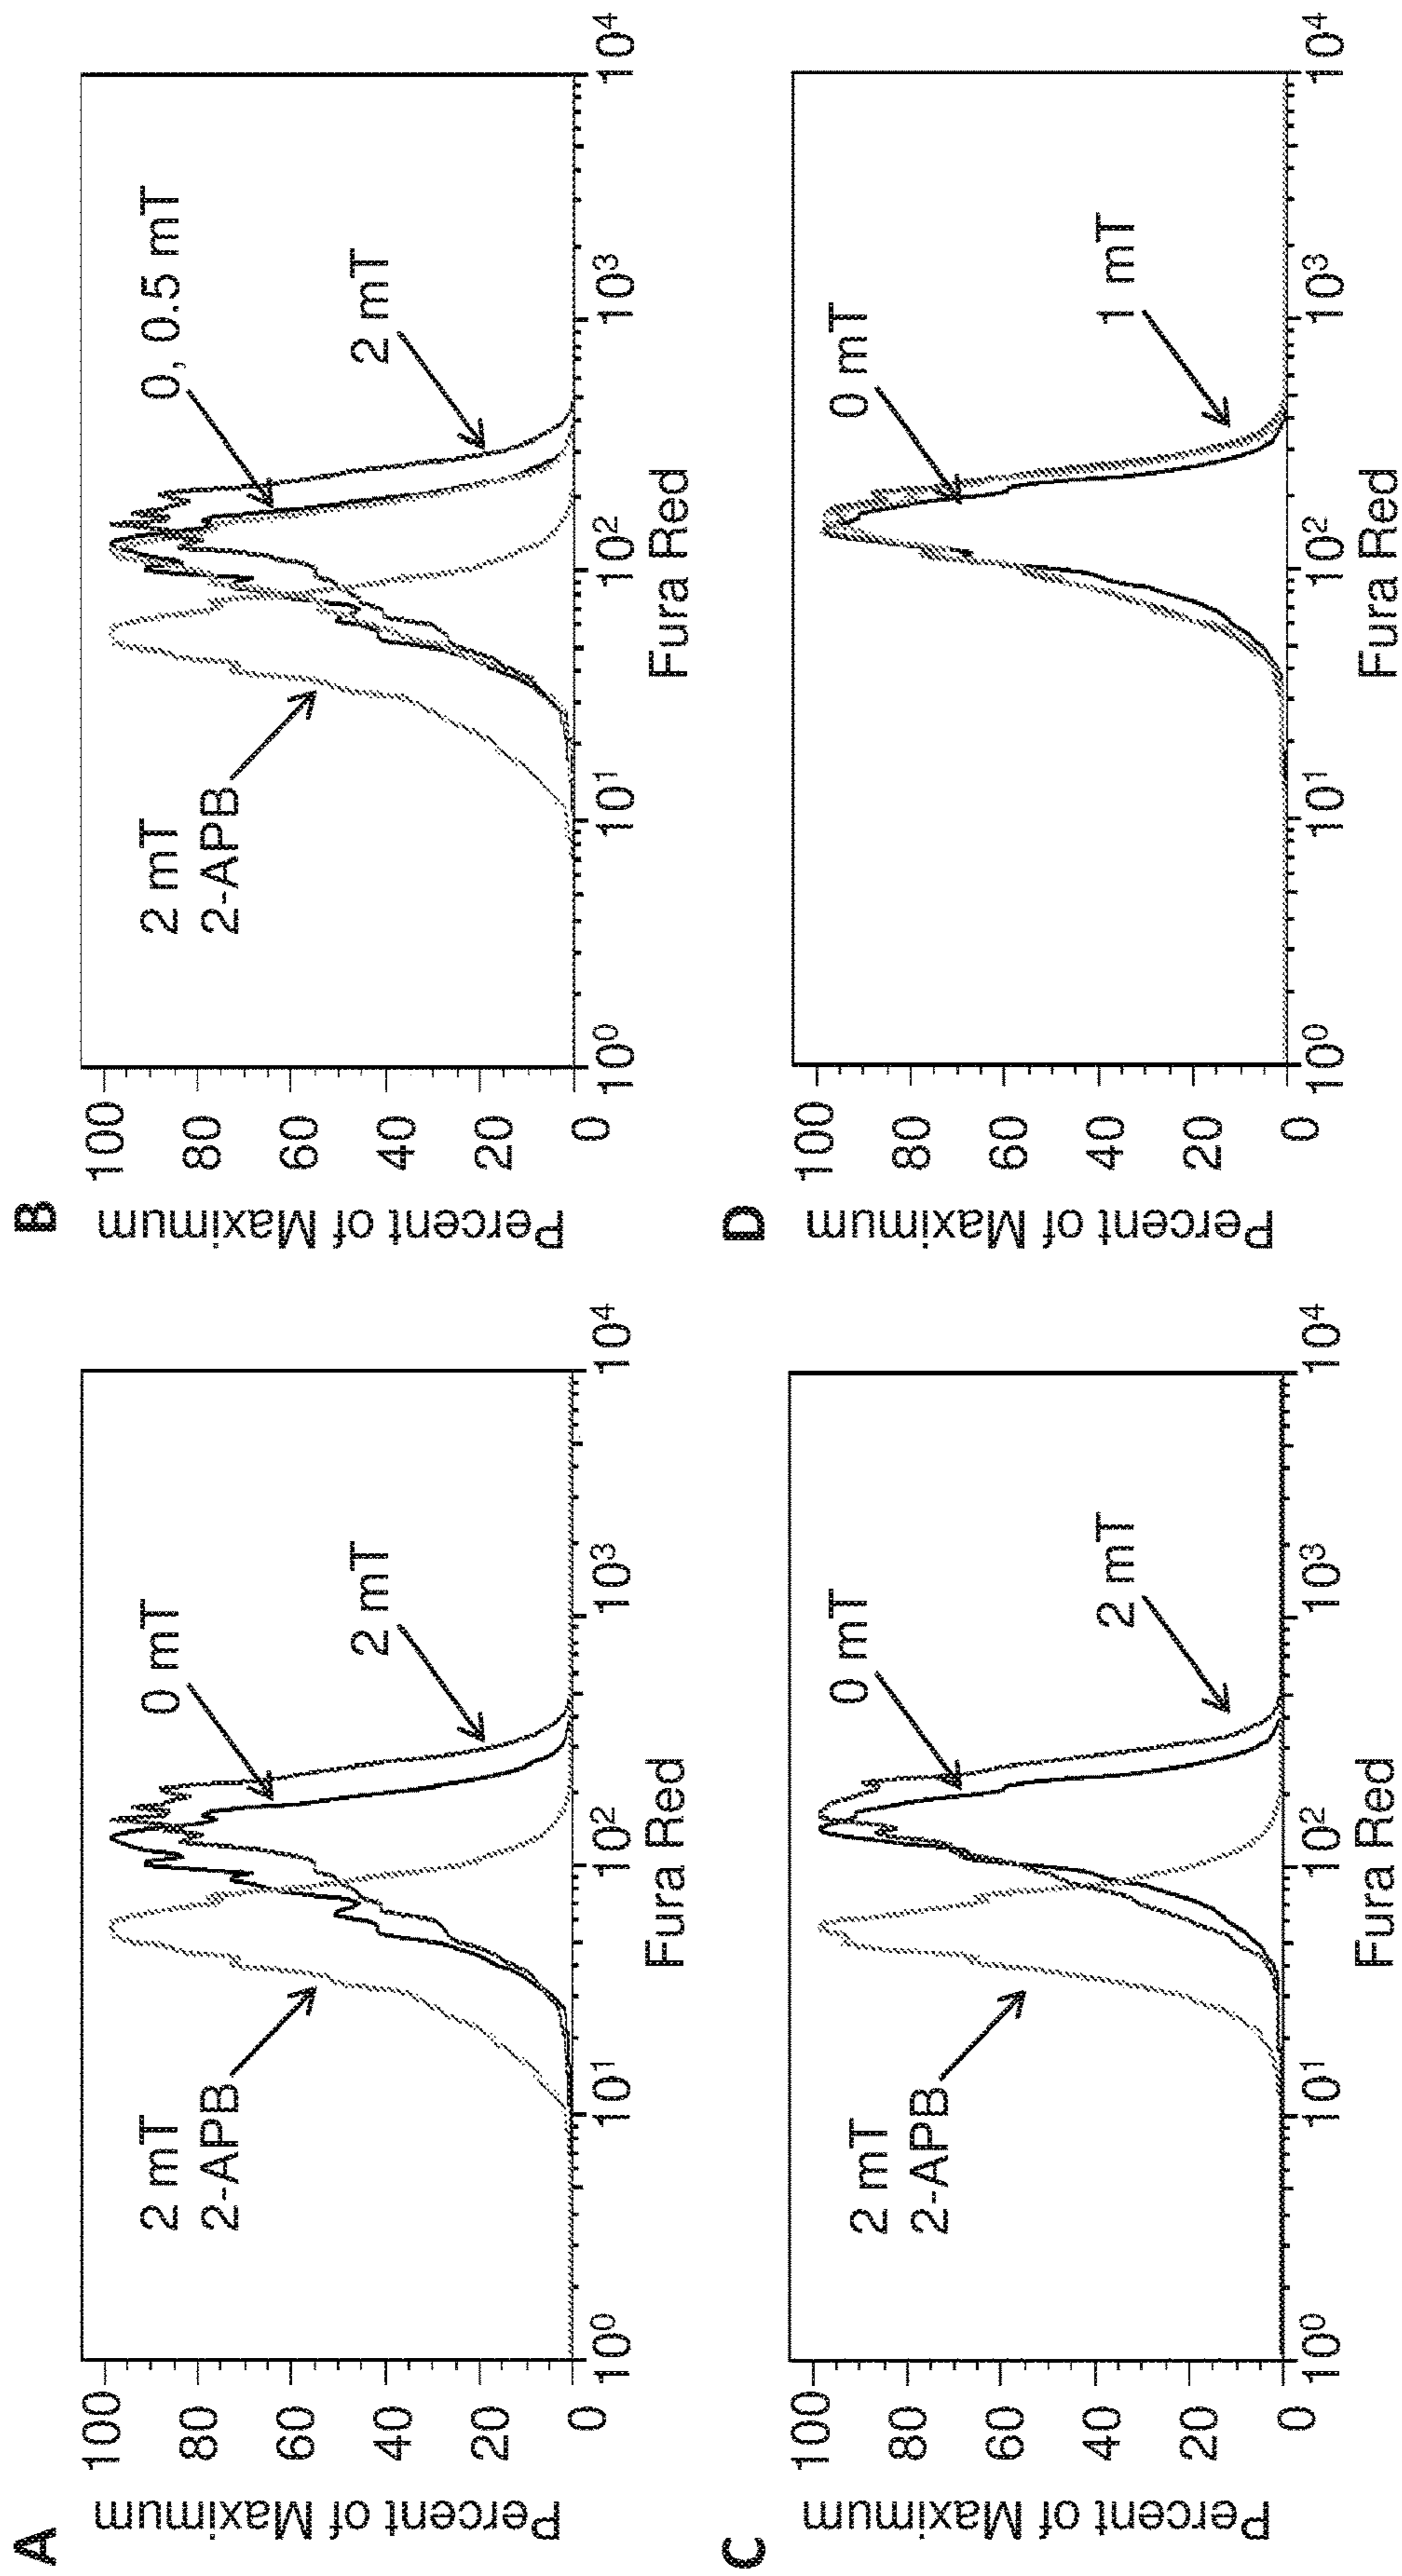 A
Percent of Maximum
100
80
60
40
20
0
2 mT
2-APB
0 mT
2 mT
10⁰
10¹
10²
10³
10⁴
Fura Red
B
Percent of Maximum
100
80
60
40
20
0
2 mT
2-APB
0, 0.5 mT
2 mT
10⁰
10¹
10²
10³
10⁴
Fura Red
C
Percent of Maximum
100
80
60
40
20
0
2 mT
2-APB
0 mT
2 mT
10⁰
10¹
10²
10³
10⁴
Fura Red
D
Percent of Maximum
100
80
60
40
20
0
0 mT
1 mT
10⁰
10¹
10²
10³
10⁴
Fura Red